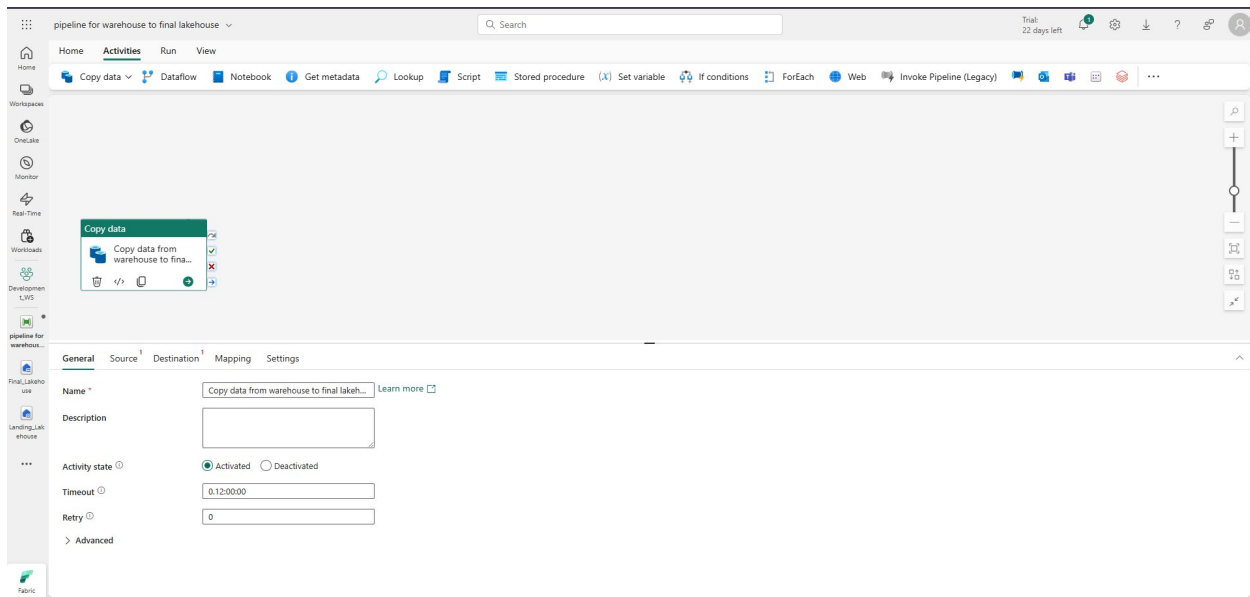 pipeline for warehouse to final lakehouse
Search
Trial:
22 days left
1
Home
Activities
Run
View
Copy data
Dataflow
Notebook
Get metadata
Lookup
Script
Stored procedure
(x) Set variable
If conditions
ForEach
Web
Invoke Pipeline (Legacy)
Home
Workspaces
OneLake
Monitor
Real-Time
Workloads
Developmen
t_WS
pipeline for
warehous...
Final_Lakeho
use
Landing_Lak
ehouse
Fabric
Copy data
Copy data from
warehouse to fina...
General
Source 1
Destination 1
Mapping
Settings
Name *
Copy data from warehouse to final lakeh...
Learn more
Description
Activity state
Activated
Deactivated
Timeout
0.12:00:00
Retry
0
Advanced